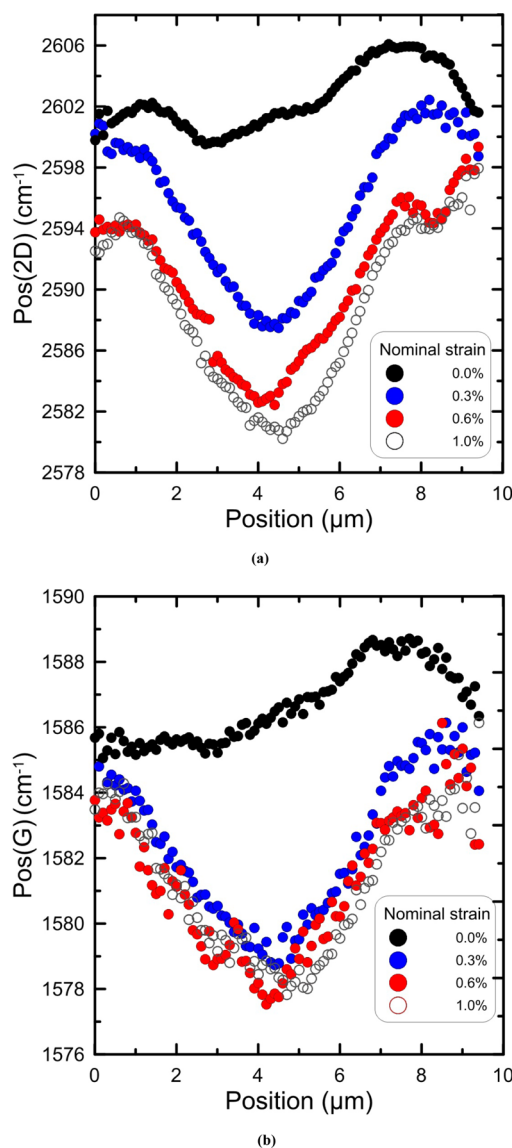 2606
2602
2598
2594
2590
2586
2582
2578
Pos(2D) (cm⁻¹)
Nominal strain
0.0%
0.3%
0.6%
1.0%
0 2 4 6 8 10
Position (µm)
(a)
1590
1588
1586
1584
1582
1580
1578
1576
Pos(G) (cm⁻¹)
Nominal strain
0.0%
0.3%
0.6%
1.0%
0 2 4 6 8 10
Position (µm)
(b)